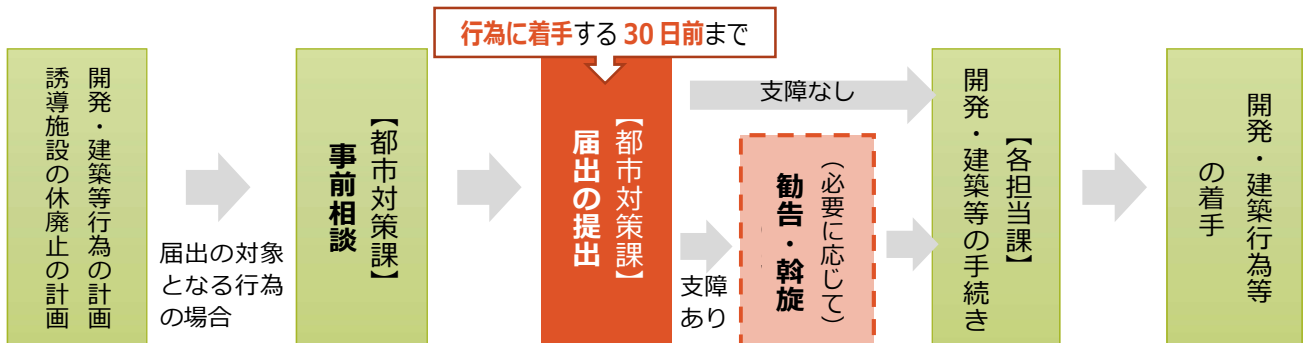 行為に着手する 30 日前まで
開発・建築等行為の計画
誘導施設の休廃止の計画
届出の対象
となる行為
の場合
【都市対策課】
事前相談
【都市対策課】
届出の提出
支障なし
支障
あり
（必要に応じて）
勧告・斡旋
【各担当課】
開発・建築等の手続き
開発・建築行為等
の着手